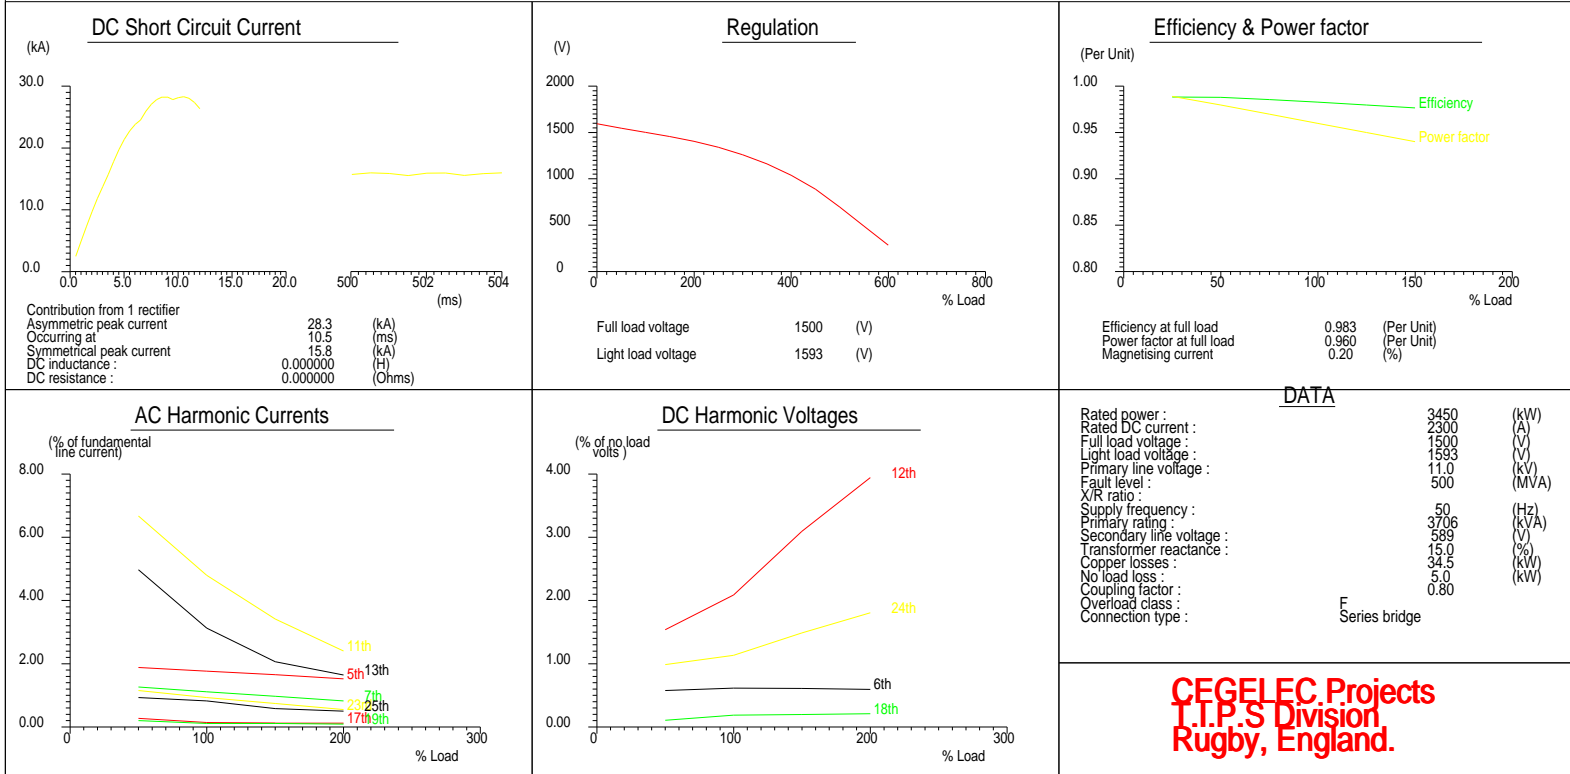 DC Short Circuit Current
(kA)
30.0
20.0
10.0
0.0
0.0 5.0 10.0 15.0 20.0 500 502 504
(ms)
Contribution from 1 rectifier
Asymmetric peak current 28.3 (kA)
Occurring at 10.5 (ms)
Symmetrical peak current 15.8 (kA)
DC inductance : 0.000000 (H)
DC resistance : 0.000000 (Ohms)
Regulation
(V)
2000
1500
1000
500
0
0 200 400 600 800
% Load
Full load voltage 1500 (V)
Light load voltage 1593 (V)
Efficiency & Power factor
(Per Unit)
1.00
0.95
0.90
0.85
0.80
Efficiency
Power factor
0 50 100 150 200
% Load
Efficiency at full load 0.983 (Per Unit)
Power factor at full load 0.960 (Per Unit)
Magnetising current 0.20 (%)
AC Harmonic Currents
(% of fundamental
line current)
8.00
6.00
4.00
2.00
0.00
11th
13th
5th
7th
23rd
25th
17th
19th
0 100 200 300
% Load
DC Harmonic Voltages
(% of no load
volts )
4.00
3.00
2.00
1.00
0.00
12th
24th
6th
18th
0 100 200 300
% Load
DATA
Rated power : 3450 (kW)
Rated DC current : 2300 (A)
Full load voltage : 1500 (V)
Light load voltage : 1593 (V)
Primary line voltage : 11.0 (kV)
Fault level : 500 (MVA)
X/R ratio :
Supply frequency : 50 (Hz)
Primary rating : 3706 (kVA)
Secondary line voltage : 589 (V)
Transformer reactance : 15.0 (%)
Copper losses : 34.5 (kW)
No load loss : 5.0 (kW)
Coupling factor : 0.80
Overload class : F
Connection type : Series bridge
CEGELEC Projects
T.I.P.S Division
Rugby, England.